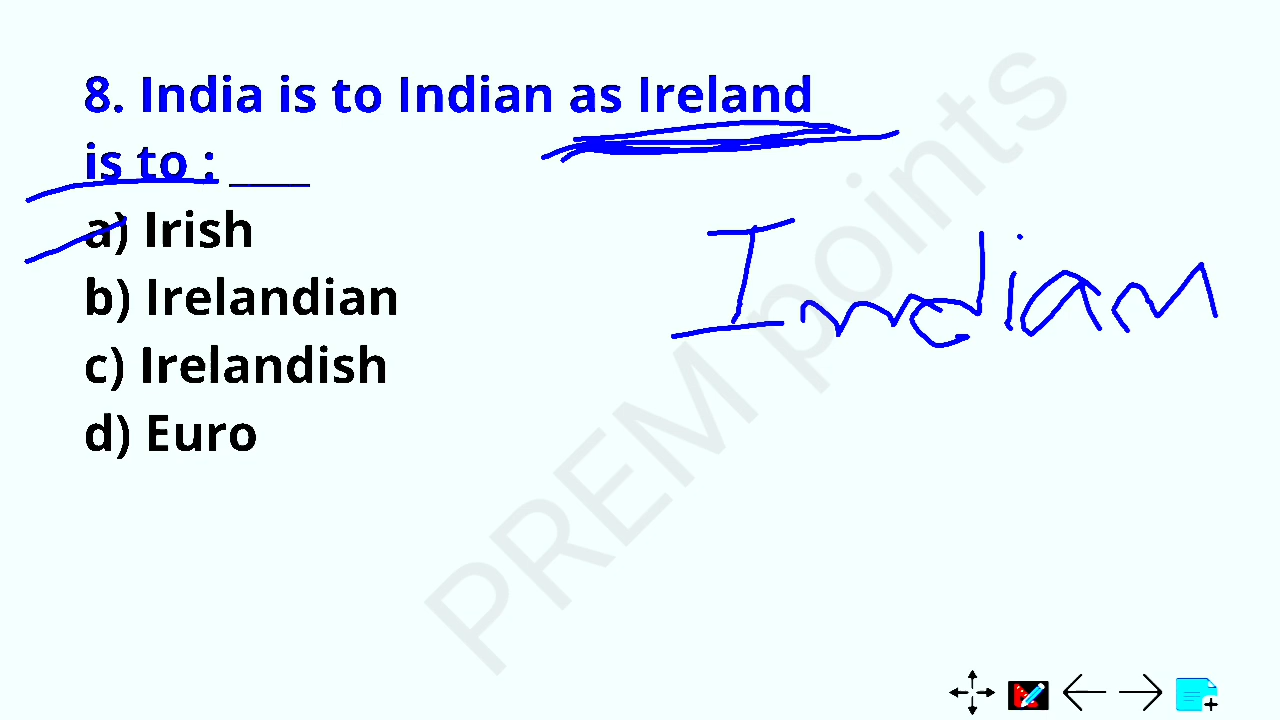 8. India is to Indian as Ireland
is to : ____
a) Irish
b) Irelandian
c) Irelandish
d) Euro
Indian
PREM points